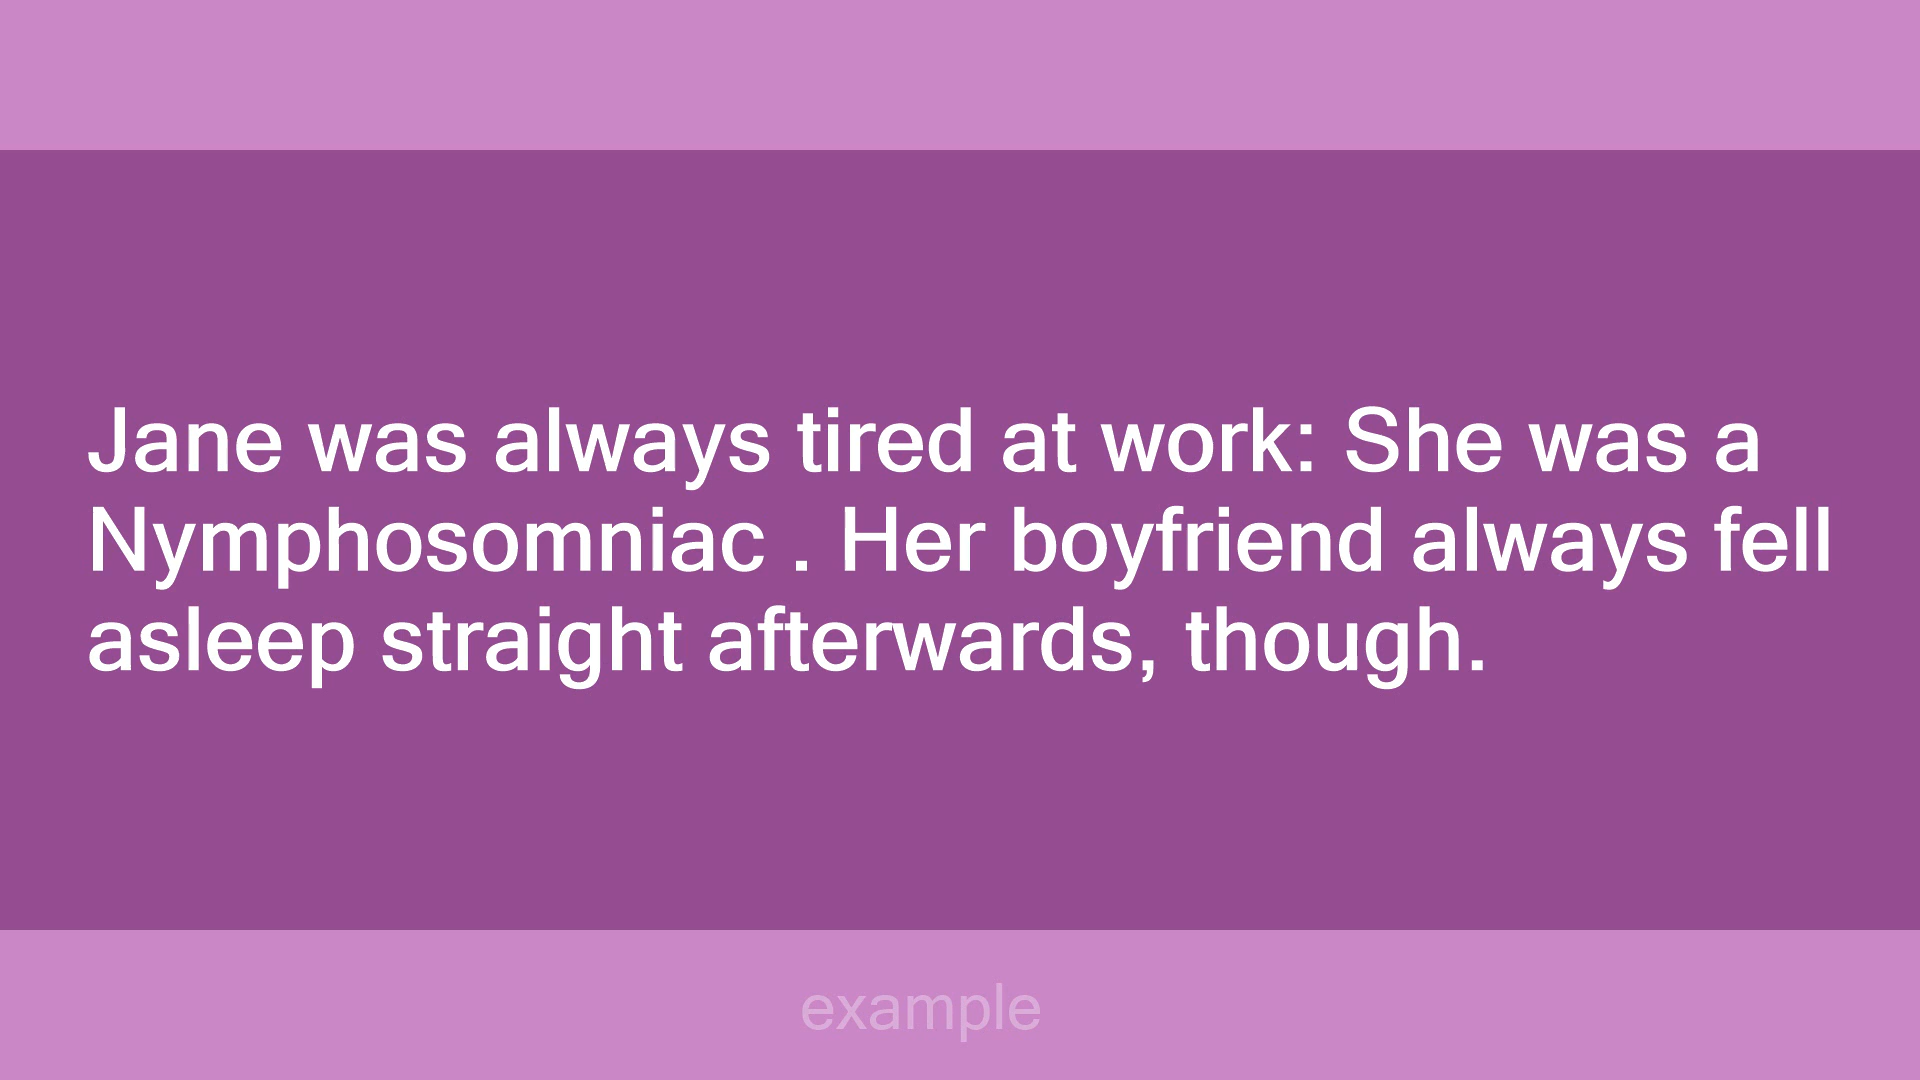 Jane was always tired at work: She was a
Nymphosomniac . Her boyfriend always fell
asleep straight afterwards, though.
example